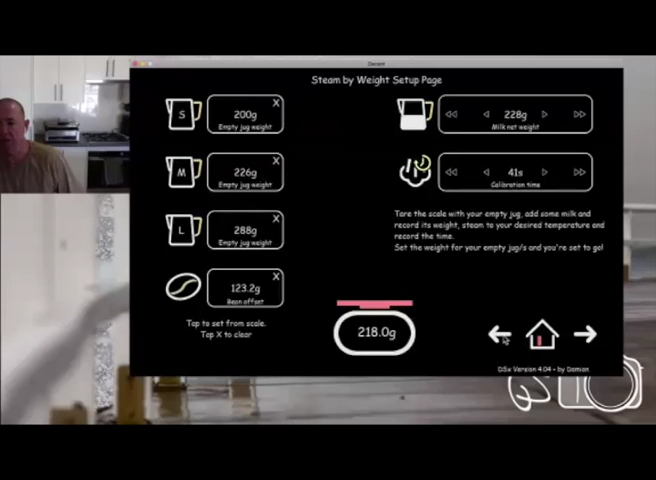 Decent
Steam by Weight Setup Page
S
200g
X
Empty jug weight
M
226g
X
Empty jug weight
L
288g
X
Empty jug weight
123.2g
X
Bean offset
Tap to set from scale.
Tap X to clear
228g
Milk net weight
41s
Calibration time
Tare the scale with your empty jug, add some milk and
record its weight, steam to your desired temperature and
record the time.
Set the weight for your empty jug/s and you're set to go!
218.0g
DSx Version 4.04 - by Damian